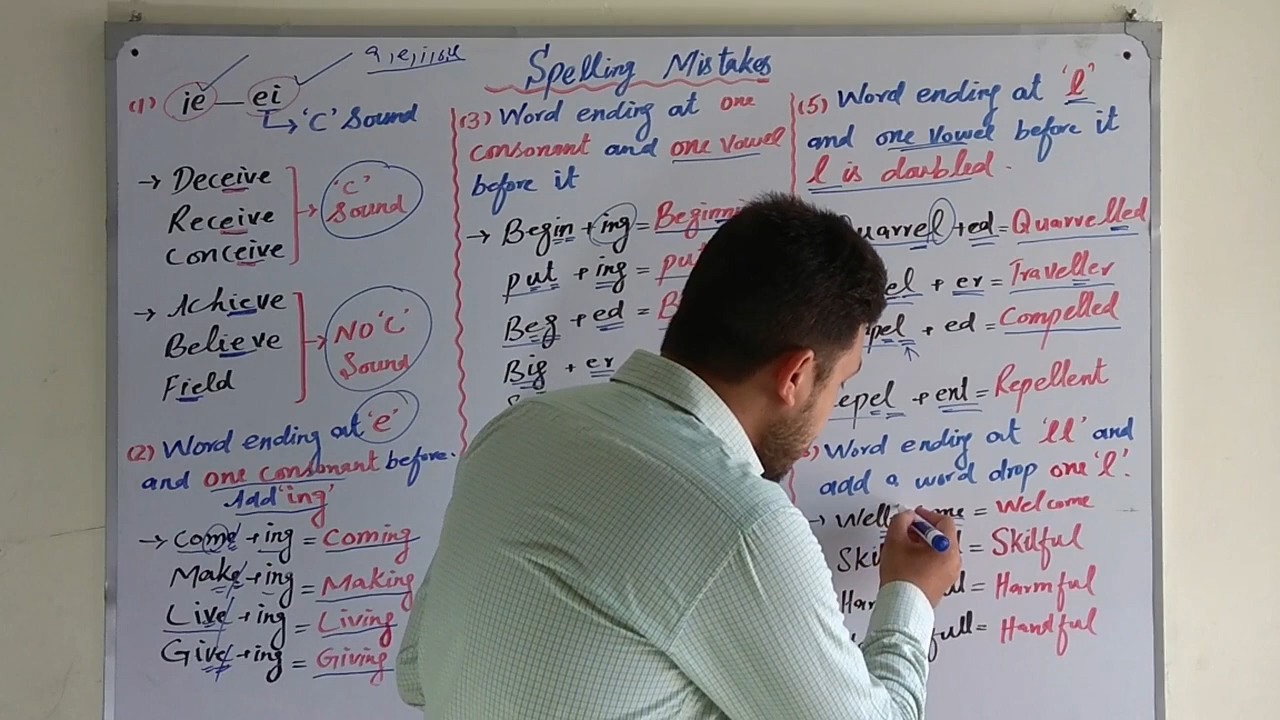 Spelling Mistakes
(1) ie — ei
a, e, i, o, u
'C' Sound
→ Deceive
Receive
Conceive
'C' Sound
→ Achieve
Believe
Field
NO 'C' Sound
(2) Word ending at 'e'
and one consonant before.
Add 'ing'
→ Come + ing = Coming
Make + ing = Making
Live + ing = Living
Give + ing = Giving
(3) Word ending at one
consonant and one vowel
before it
→ Begin + ing =
Put + ing =
Beg + ed =
Big + er
(5) Word ending at 'l'
and one vowel before it
l is doubled.
+ ed = Quarrelled
+ er = Traveller
+ ed = Compelled
+ ent = Repellent
Word ending at 'll' and
add a word drop one 'l'.
→ Well = Welcome
= Skilful
= Harmful
full = Handful